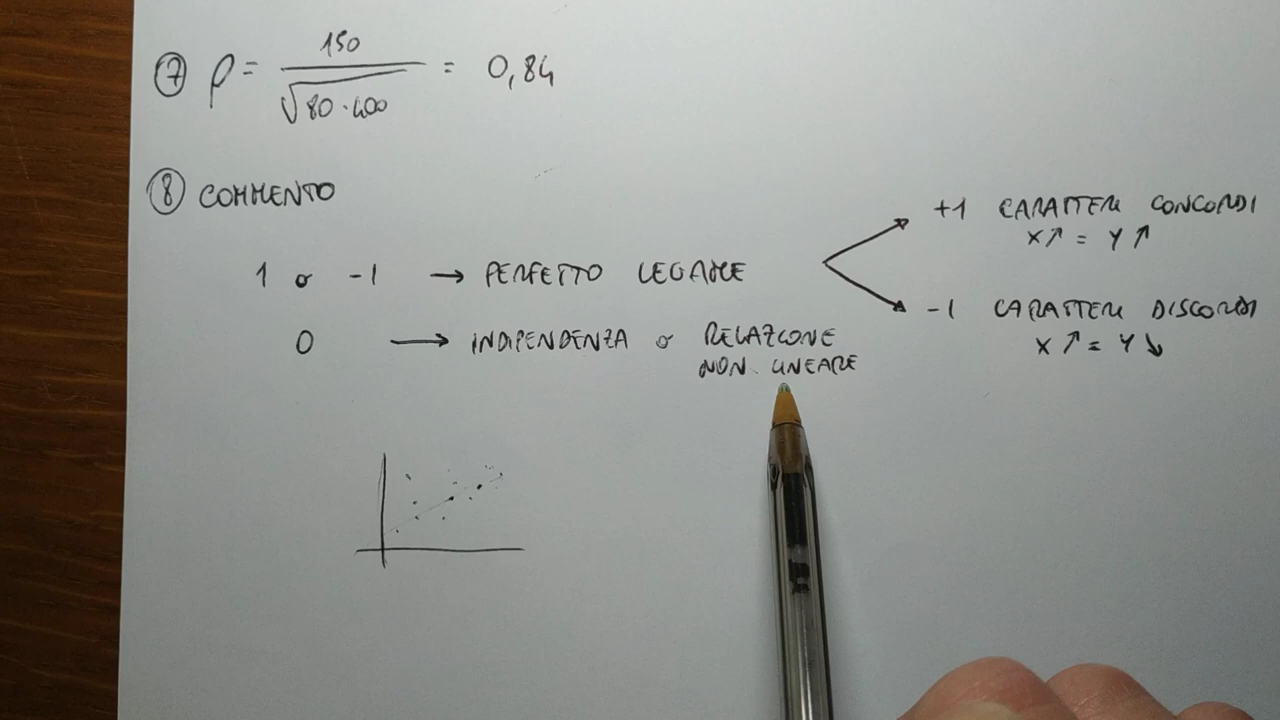 ⑦ ρ = 150 / √80·400 = 0,84
⑧ COMMENTO
1 o -1 → PERFETTO LEGAME
+1 CARATTERI CONCORDI
X↗ = Y↗
-1 CARATTERI DISCORDI
X↗ = Y↘
0 → INDIPENDENZA o RELAZIONE
NON LINEARE